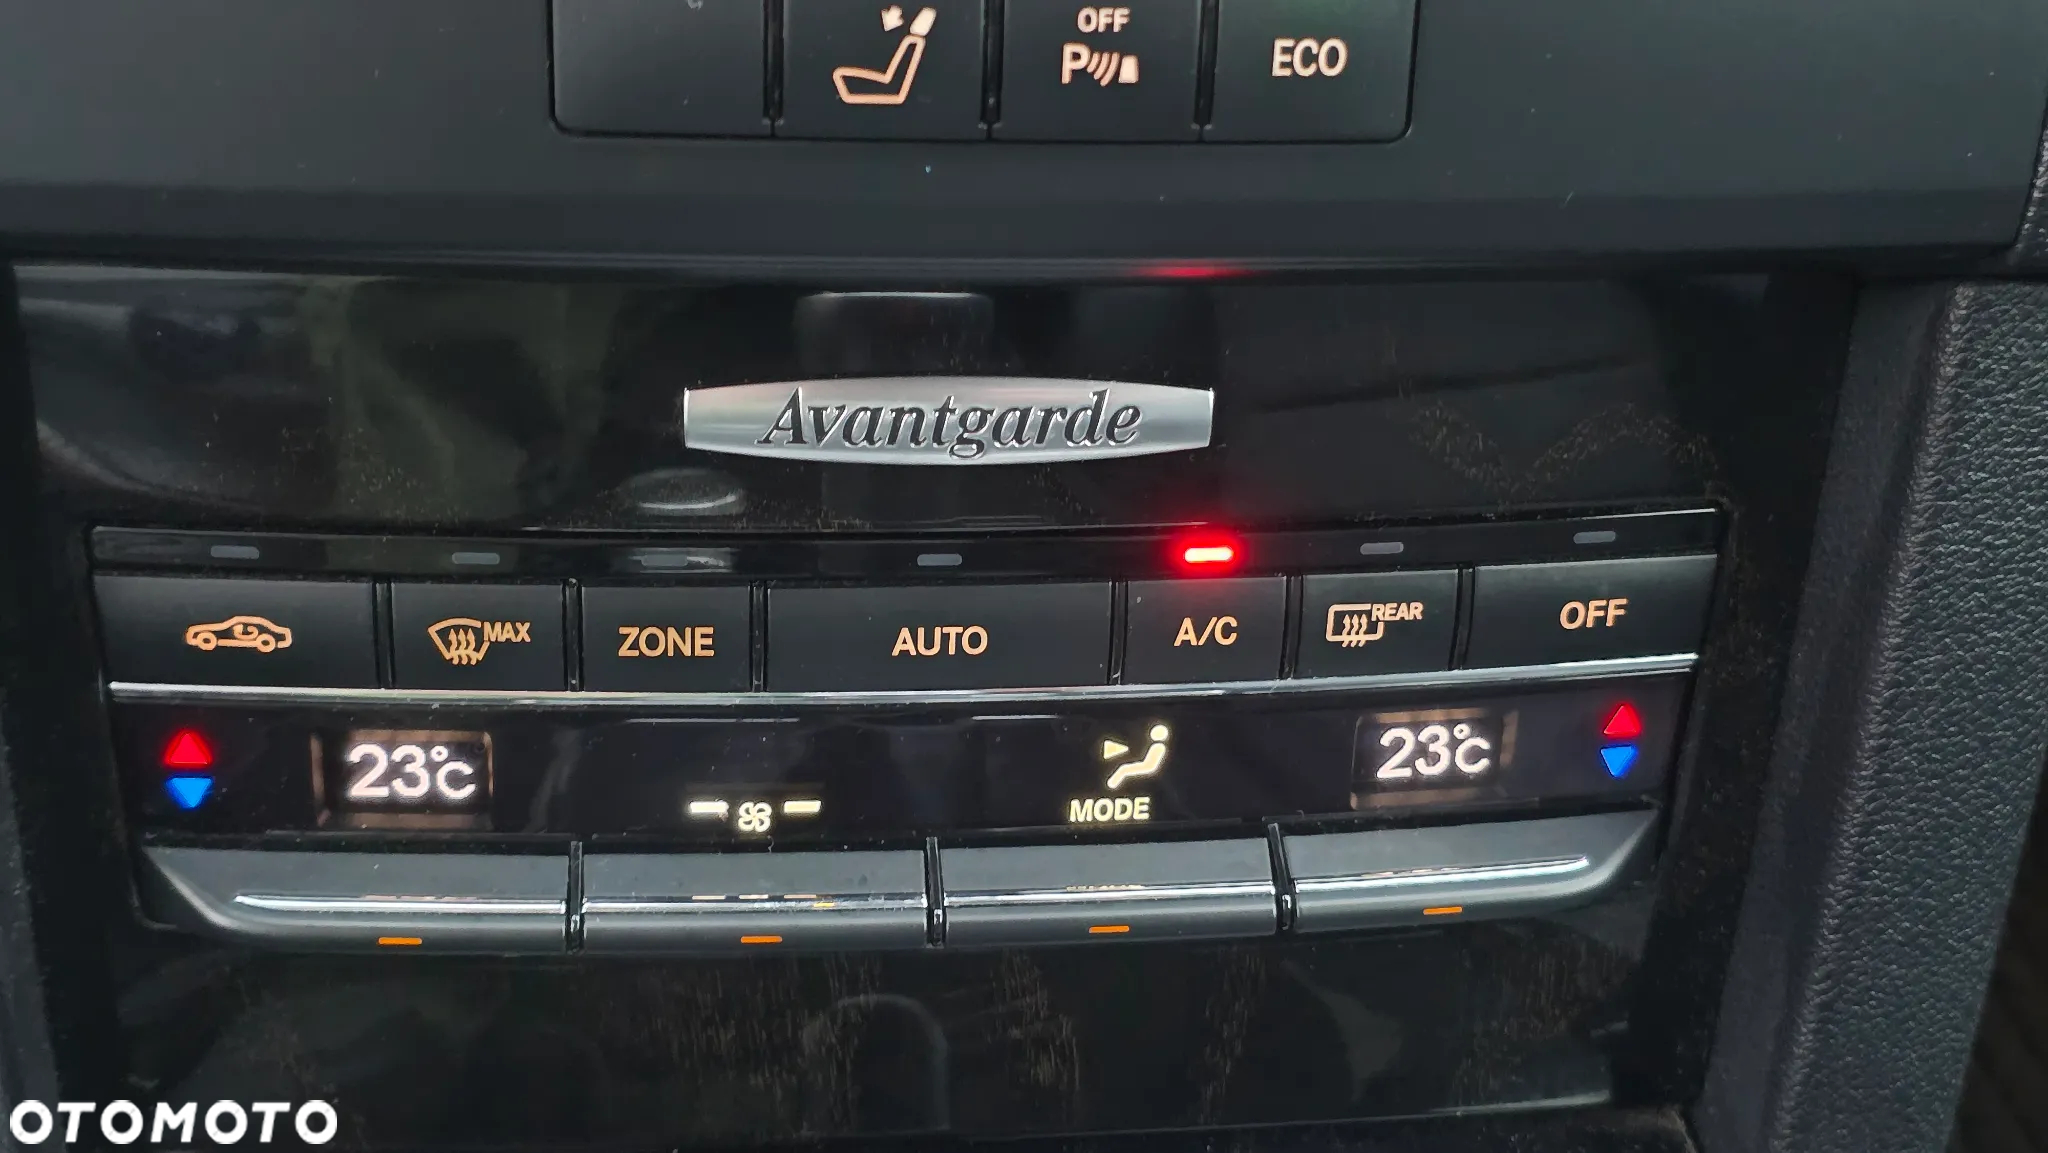 OFF
P ECO
Avantgarde
MAX ZONE AUTO A/C REAR OFF
23°C 23°C
MODE
OTOMOTO